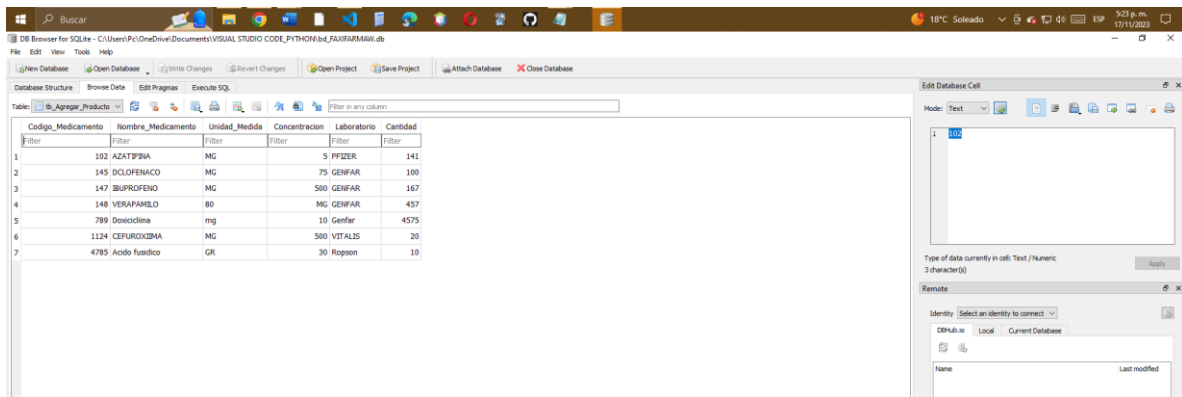 Buscar
18°C Soleado
ESP
5:23 p. m.
17/11/2023
DB Browser for SQLite - C:\Users\Pc\OneDrive\Documents\VISUAL STUDIO CODE_PYTHON\bd_FAXIFARMAW.db
File Edit View Tools Help
New Database Open Database Write Changes Revert Changes Open Project Save Project Attach Database Close Database
Database Structure Browse Data Edit Pragmas Execute SQL
Table: tb_Agregar_Producto Filter in any column
Codigo_Medicamento Nombre_Medicamento Unidad_Medida Concentracion Laboratorio Cantidad
Filter Filter Filter Filter Filter Filter
1 102 AZATIPINA MG 5 PFIZER 141
2 145 DCLOFENACO MG 75 GENFAR 100
3 147 IBUPROFENO MG 500 GENFAR 167
4 148 VERAPAMILO 80 MG GENFAR 457
5 789 Doxicicliina mg 10 Genfar 4575
6 1124 CEFUROXIIMA MG 500 VITALIS 20
7 4785 Acido fusidico GR 30 Ropson 10
Edit Database Cell
Mode: Text
1 102
Type of data currently in cell: Text / Numeric
3 character(s)
Apply
Remote
Identity Select an identity to connect
DBHub.io Local Current Database
Name Last modified